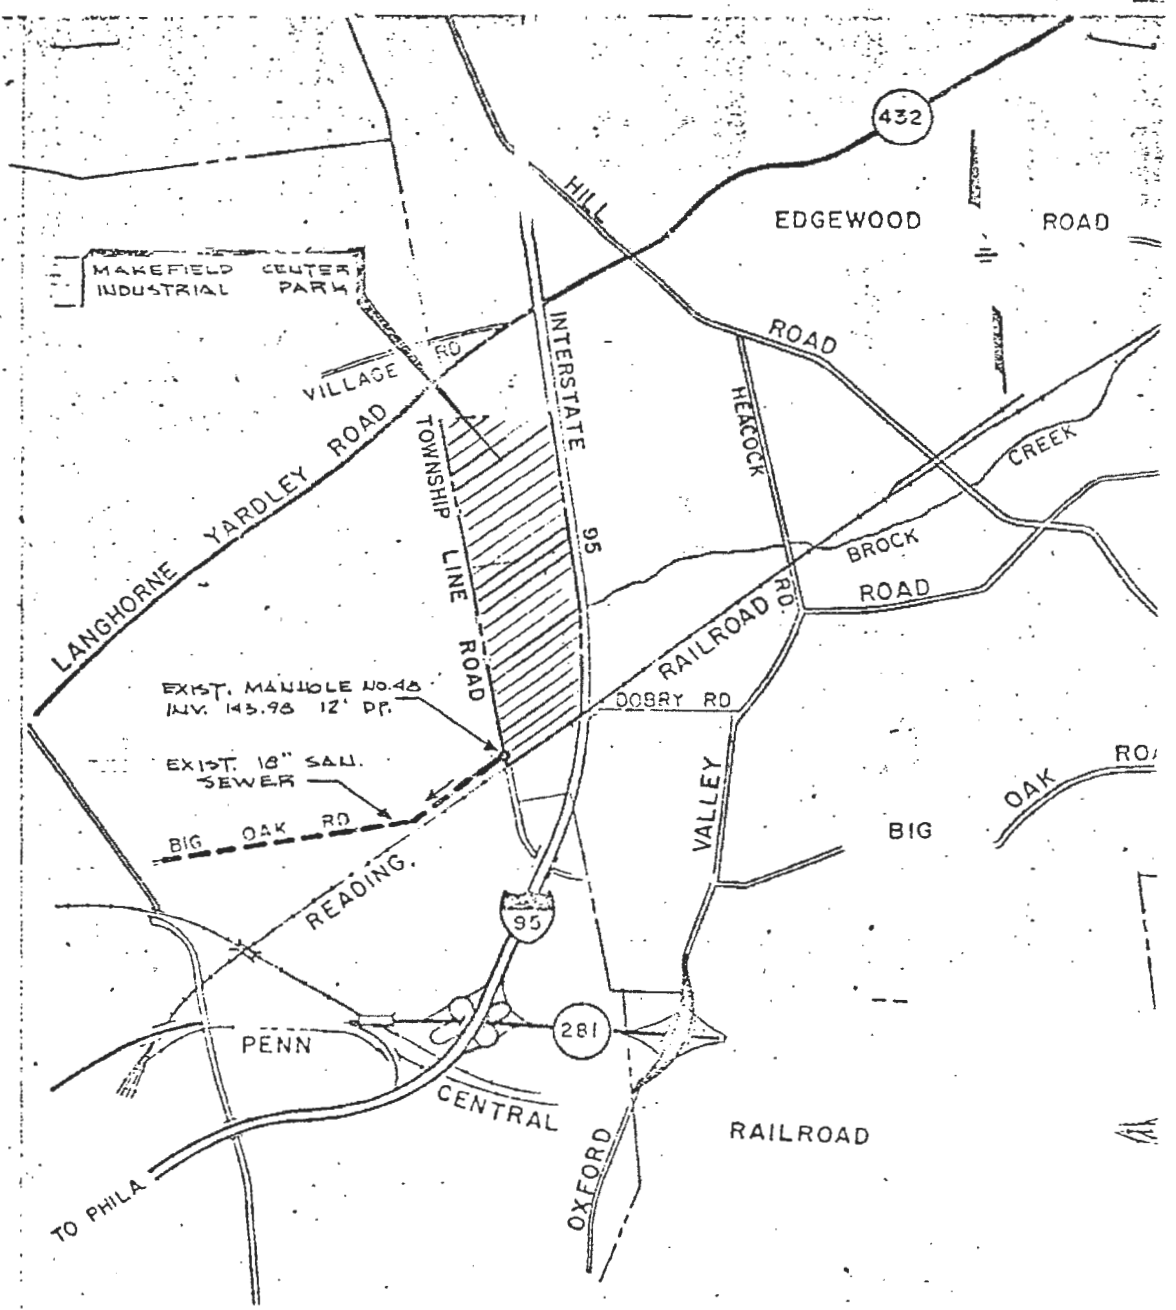 432
HILL
EDGEWOOD ROAD
MAKEFIELD CENTER
INDUSTRIAL PARK
ROAD
INTERSTATE 95
VILLAGE RD
HEACOCK RD.
LANGHORNE YARDLEY ROAD
TOWNSHIP LINE ROAD
CREEK
BROCK
ROAD
RAILROAD
EXIST. MANHOLE NO.48
INV. 143.98 12' DP.
DOBRY RD
EXIST. 18" SAN.
SEWER
VALLEY
OAK ROA
BIG
BIG OAK RD
READING
95
281
PENN
CENTRAL
RAILROAD
OXFORD
TO PHILA